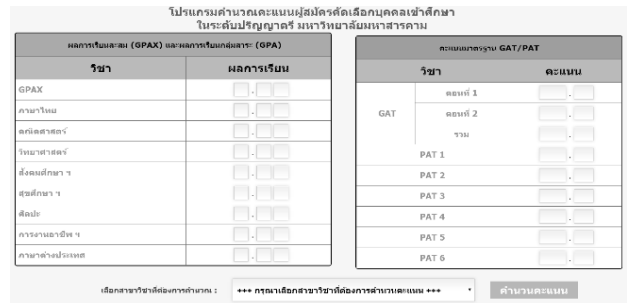 โปรแกรมคำนวณคะแนนผู้สมัครคัดเลือกบุคคลเข้าศึกษา
ในระดับปริญญาตรี มหาวิทยาลัยมหาสารคาม
ผลการเรียนสะสม (GPAX) และผลการเรียนกลุ่มสาระ (GPA)
วิชา ผลการเรียน
GPAX
ภาษาไทย
คณิตศาสตร์
วิทยาศาสตร์
สังคมศึกษา ฯ
สุขศึกษา ฯ
ศิลปะ
การงานอาชีพ ฯ
ภาษาต่างประเทศ
คะแนนมาตรฐาน GAT/PAT
วิชา คะแนน
GAT
ตอนที่ 1
ตอนที่ 2
รวม
PAT 1
PAT 2
PAT 3
PAT 4
PAT 5
PAT 6
เลือกสาขาวิชาที่ต้องการคำนวณ : +++ กรุณาเลือกสาขาวิชาที่ต้องการคำนวนคะแนน +++ คำนวนคะแนน